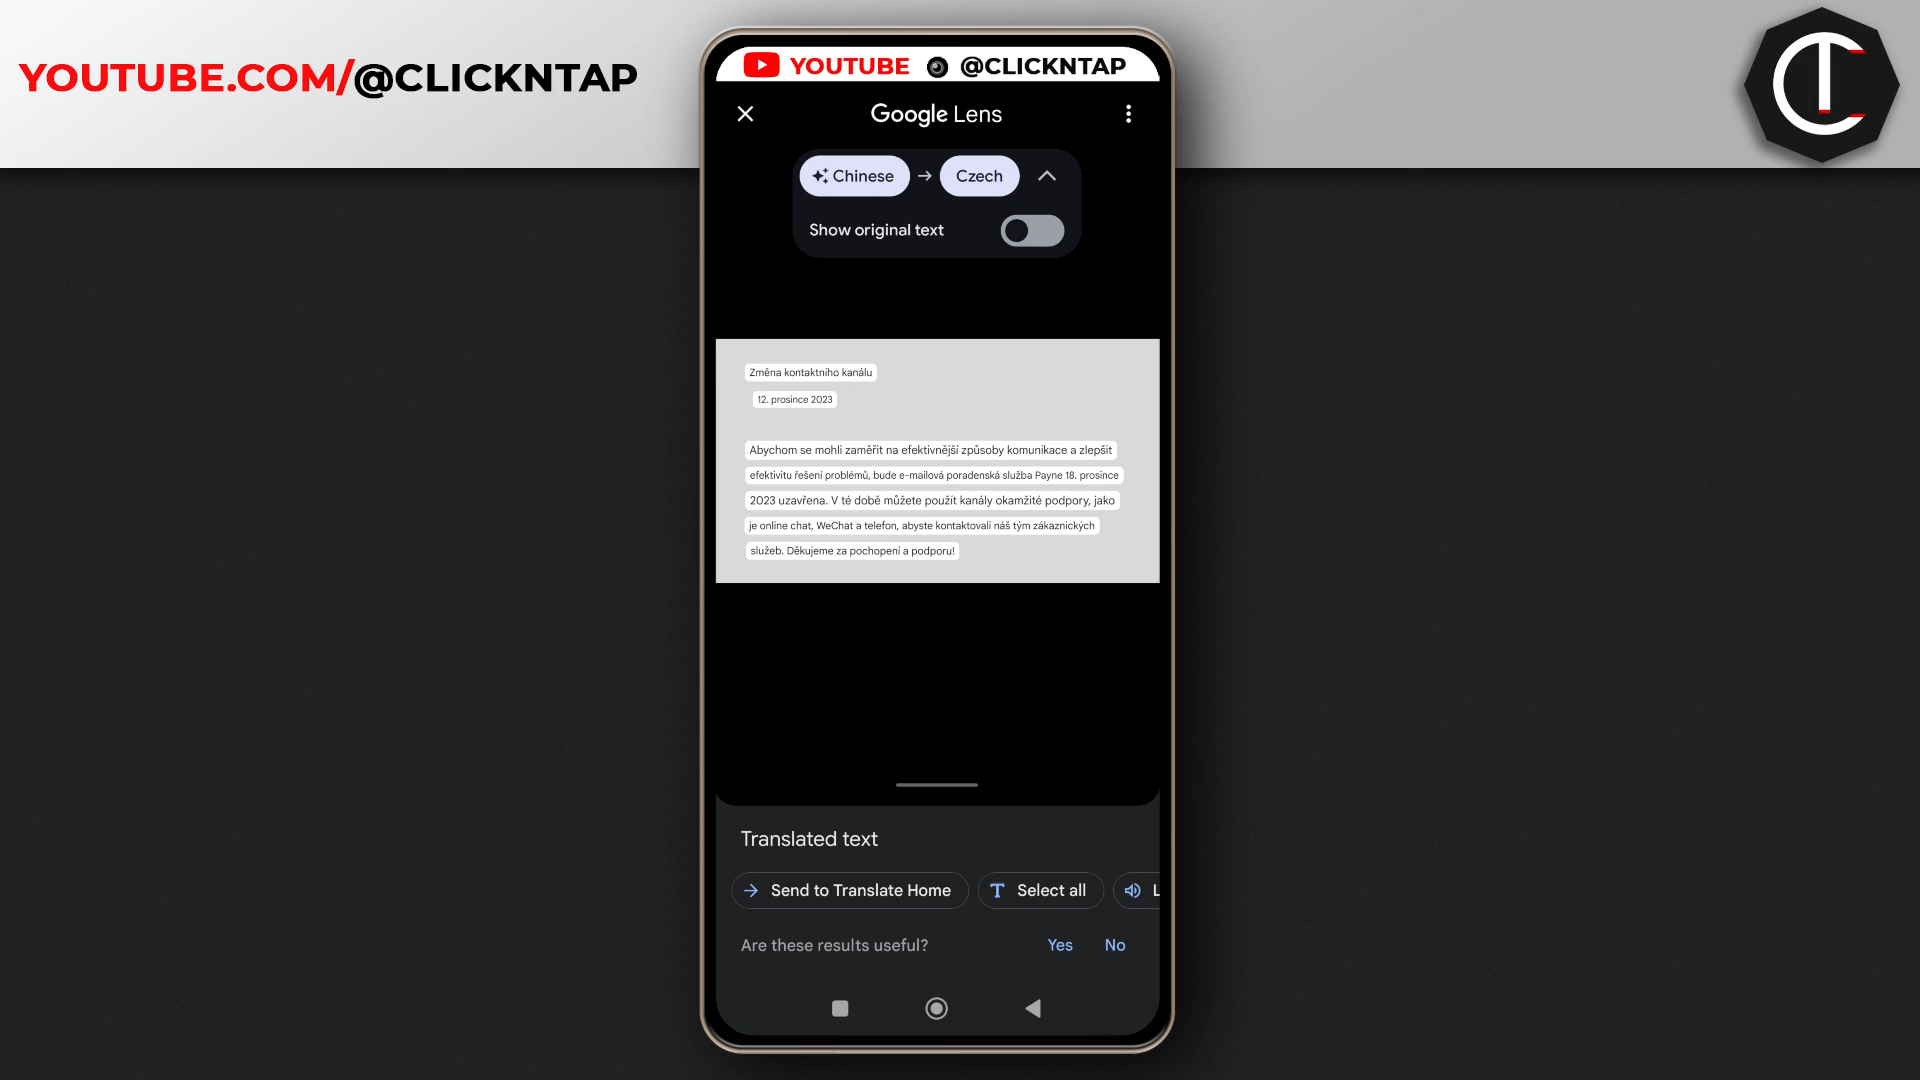 YOUTUBE.COM/@CLICKNTAP
YOUTUBE @CLICKNTAP
Google Lens
Chinese → Czech
Show original text
Změna kontaktního kanálu
12. prosince 2023
Abychom se mohli zaměřit na efektivnější způsoby komunikace a zlepšit
efektivitu řešení problémů, bude e-mailová poradenská služba Payne 18. prosince
2023 uzavřena. V té době můžete použít kanály okamžité podpory, jako
je online chat, WeChat a telefon, abyste kontaktovali náš tým zákaznických
služeb. Děkujeme za pochopení a podporu!
Translated text
Send to Translate Home
Select all
L
Are these results useful?
Yes
No